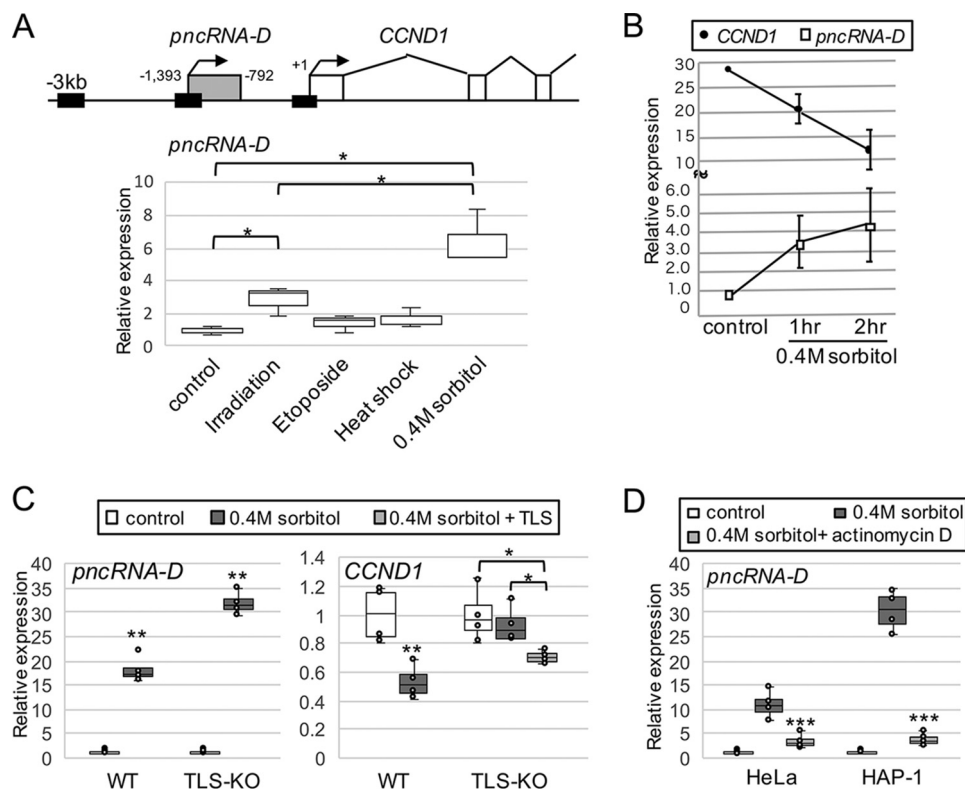 A
pncRNA-D
CCND1
-3kb
-1,393
-792
+1
pncRNA-D
* * *
Relative expression
10
8
6
4
2
0
control
Irradiation
Etoposide
Heat shock
0.4M sorbitol
B
CCND1 pncRNA-D
Relative expression
Relative expression
30
25
20
15
10
6.0
5.0
4.0
3.0
2.0
1.0
0
control 1hr 2hr
0.4M sorbitol
C
control 0.4M sorbitol 0.4M sorbitol + TLS
pncRNA-D
Relative expression
40
35
30
25
20
15
10
5
0
** **
WT TLS-KO
CCND1
1.4
1.2
1
0.8
0.6
0.4
0.2
0
** * *
WT TLS-KO
D
control 0.4M sorbitol
0.4M sorbitol+ actinomycin D
pncRNA-D
Relative expression
40
35
30
25
20
15
10
5
0
*** ***
HeLa HAP-1